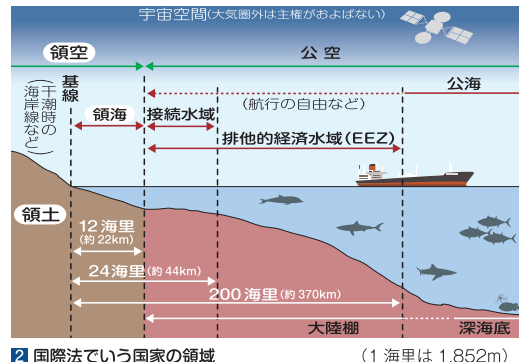 宇宙空間(大気圏外は主権がおよばない)
領空
公空
基線
(干潮時の
海岸線など)
公海
(航行の自由など)
領海
接続水域
排他的経済水域(EEZ)
領土
12海里
(約22km)
24海里(約44km)
200海里(約370km)
大陸棚
深海底
2 国際法でいう国家の領域
(1海里は1,852m)